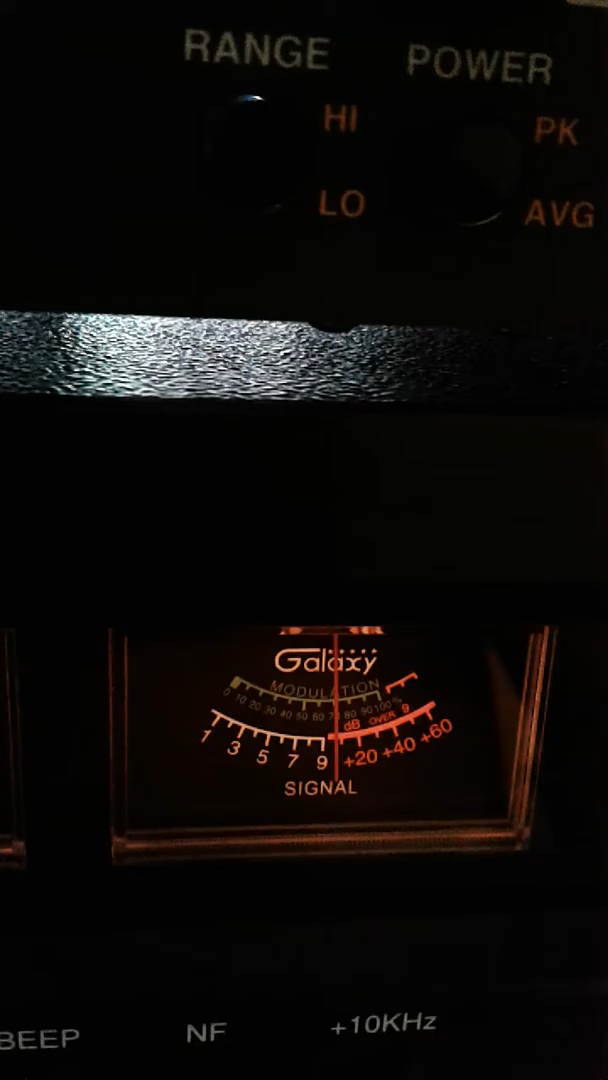 RANGE POWER
HI PK
LO AVG
Galaxy
MODULATION
0 10 20 30 40 50 60 70 80 90 100 %
dB OVER 9
1 3 5 7 9 +20 +40 +60
SIGNAL
BEEP NF +10KHz